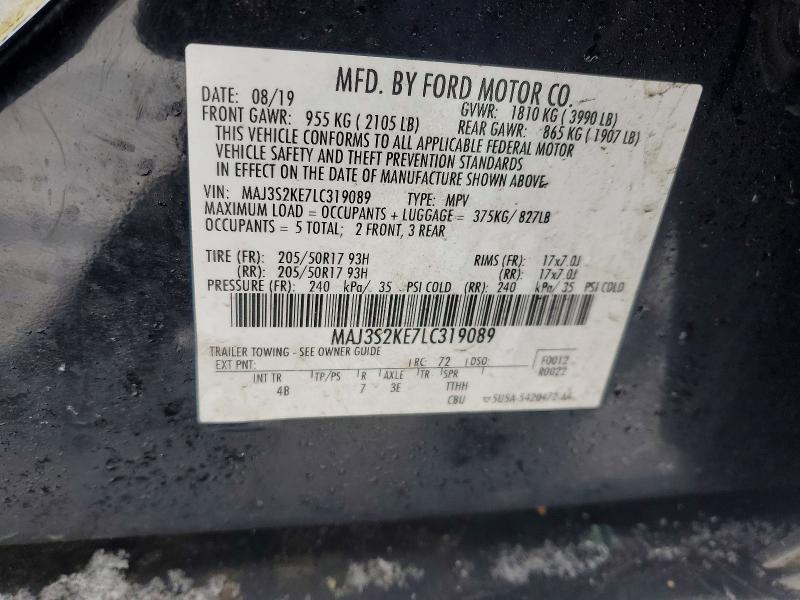 MFD. BY FORD MOTOR CO.
DATE: 08/19 GVWR: 1810 KG ( 3990 LB)
FRONT GAWR: 955 KG ( 2105 LB) REAR GAWR: 865 KG ( 1907 LB)
THIS VEHICLE CONFORMS TO ALL APPLICABLE FEDERAL MOTOR
VEHICLE SAFETY AND THEFT PREVENTION STANDARDS
IN EFFECT ON THE DATE OF MANUFACTURE SHOWN ABOVE.
VIN: MAJ3S2KE7LC319089 TYPE: MPV
MAXIMUM LOAD = OCCUPANTS + LUGGAGE = 375KG/ 827LB
OCCUPANTS = 5 TOTAL; 2 FRONT, 3 REAR
TIRE (FR): 205/50R17 93H RIMS (FR): 17x7.0J
(RR): 205/50R17 93H (RR): 17x7.0J
PRESSURE (FR): 240 kPa/ 35 PSI COLD (RR): 240 kPa/ 35 PSI COLD
MAJ3S2KE7LC319089
TRAILER TOWING - SEE OWNER GUIDE
EXT PNT: RC: 72 DSO: F0012
R0022
INT TR TP/PS R AXLE TR SPR
4B 7 3E TTHH
CBU